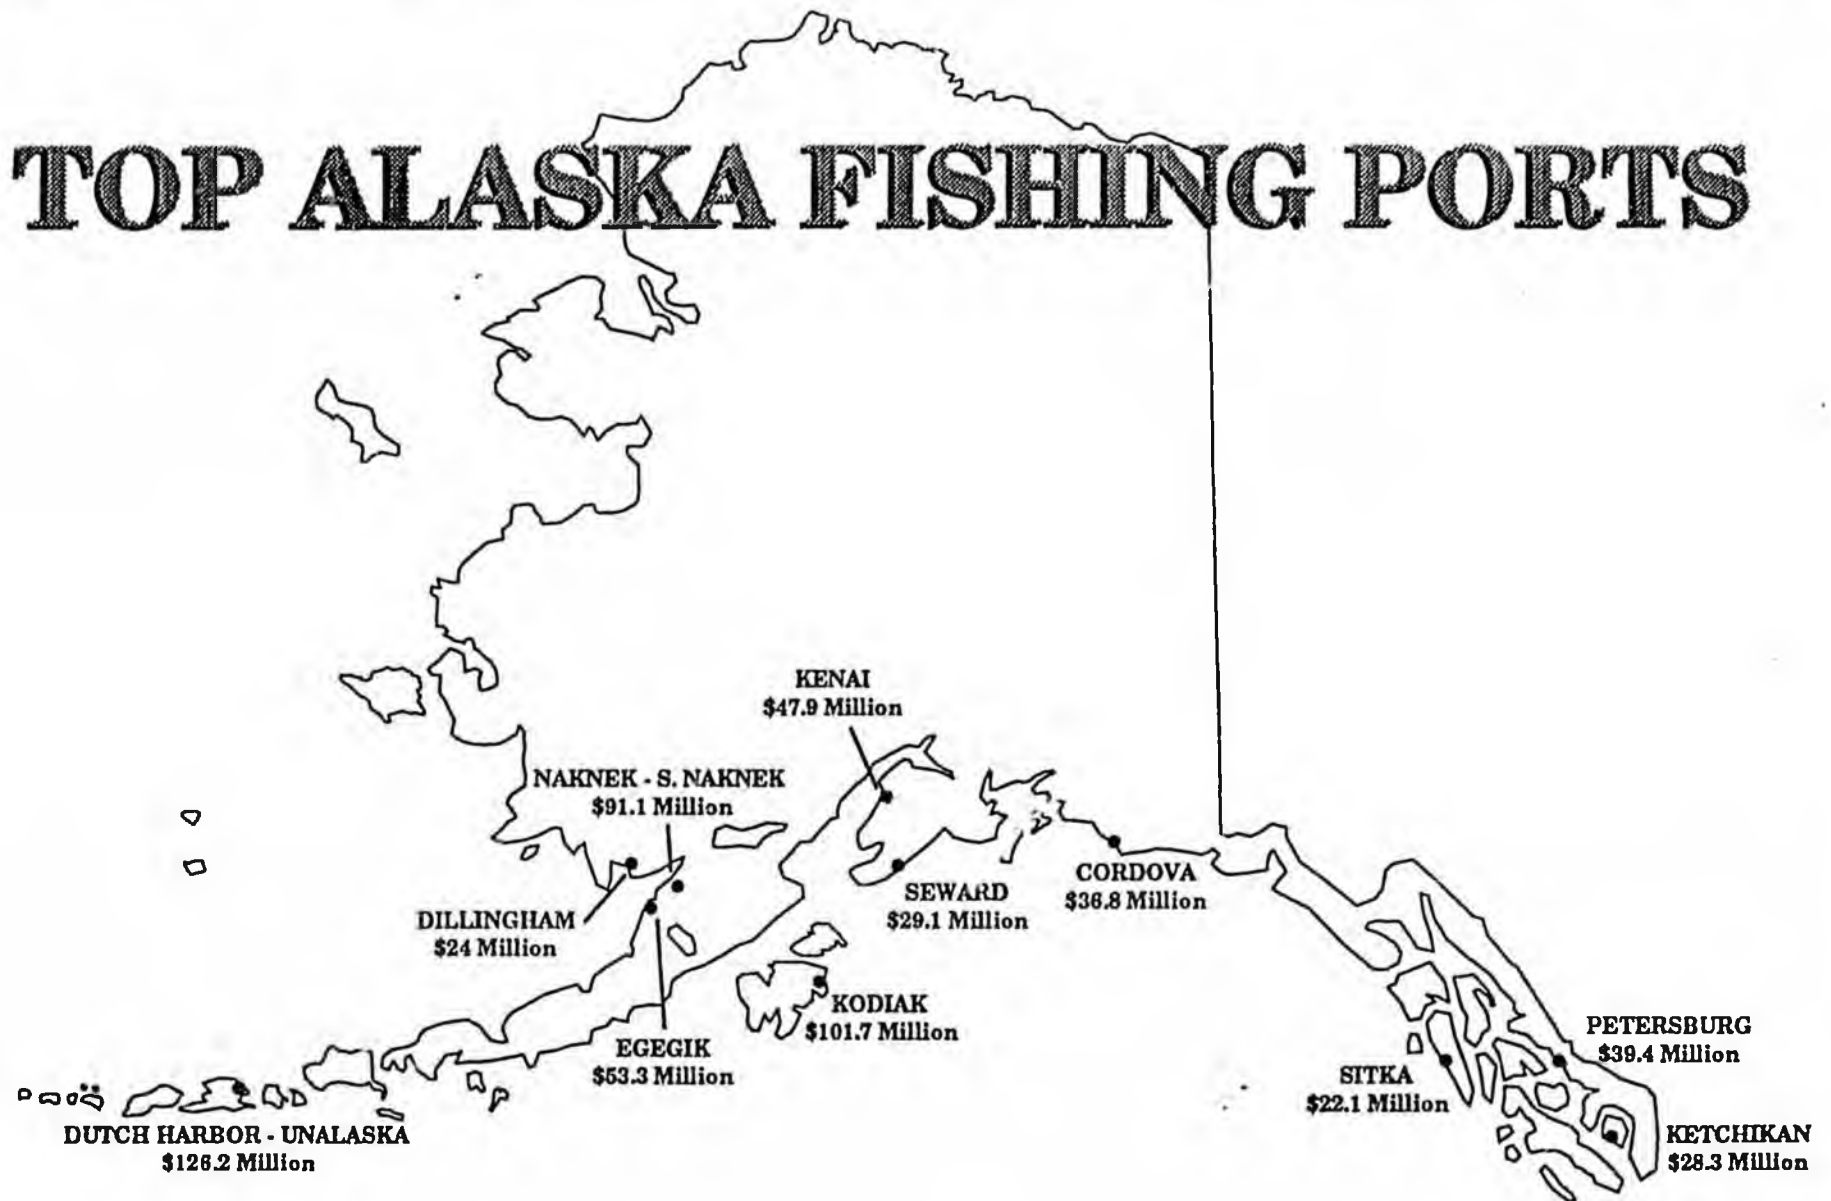 TOP ALASKA FISHING PORTS
KENAI
$47.9 Million
NAKNEK - S. NAKNEK
$91.1 Million
DILLINGHAM
$24 Million
SEWARD
$29.1 Million
CORDOVA
$36.8 Million
KODIAK
$101.7 Million
EGEGIK
$53.3 Million
PETERSBURG
$39.4 Million
SITKA
$22.1 Million
DUTCH HARBOR - UNALASKA
$126.2 Million
KETCHIKAN
$28.3 Million